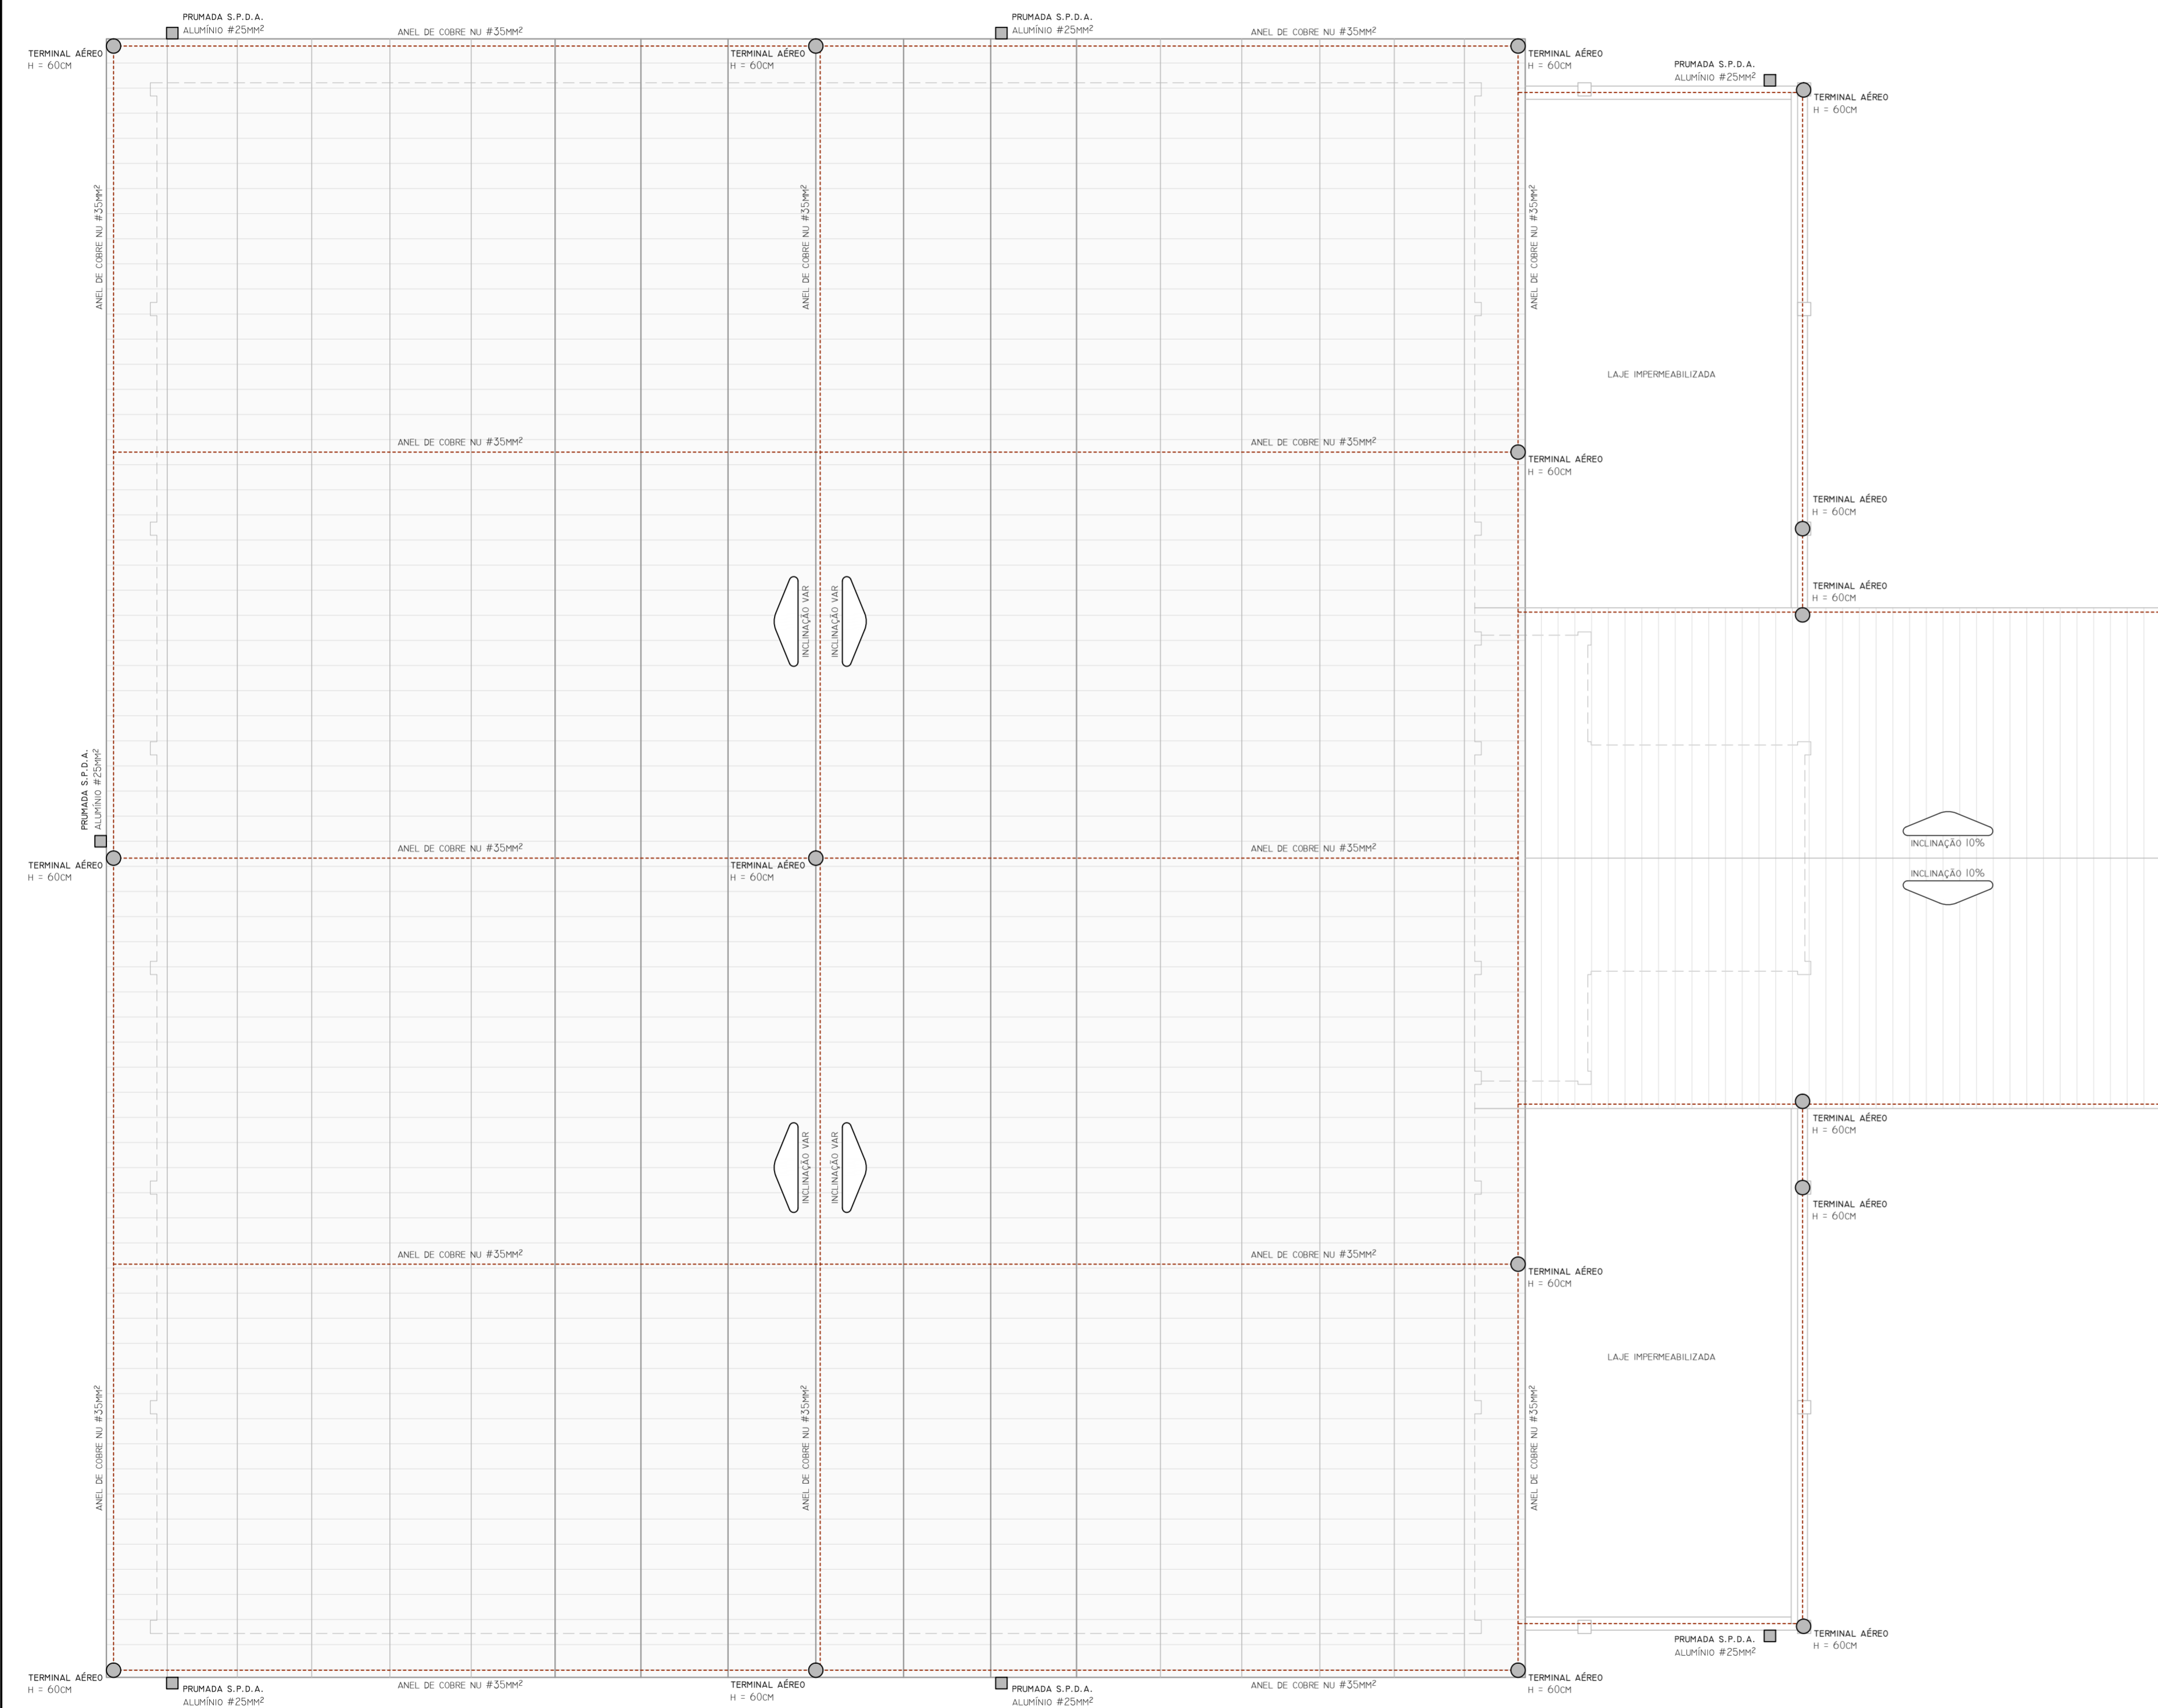 PRUMADA S.P.D.A.
ALUMÍNIO #25MM²
ANEL DE COBRE NU #35MM²
PRUMADA S.P.D.A.
ALUMÍNIO #25MM²
ANEL DE COBRE NU #35MM²
TERMINAL AÉREO
H = 60CM
TERMINAL AÉREO
H = 60CM
TERMINAL AÉREO
H = 60CM
PRUMADA S.P.D.A.
ALUMÍNIO #25MM²
TERMINAL AÉREO
H = 60CM
ANEL DE COBRE NU #35MM²
ANEL DE COBRE NU #35MM²
ANEL DE COBRE NU #35MM²
LAJE IMPERMEABILIZADA
ANEL DE COBRE NU #35MM²
ANEL DE COBRE NU #35MM²
TERMINAL AÉREO
H = 60CM
TERMINAL AÉREO
H = 60CM
TERMINAL AÉREO
H = 60CM
INCLINAÇÃO VAR
INCLINAÇÃO VAR
PRUMADA S.P.D.A.
ALUMÍNIO #25MM²
ANEL DE COBRE NU #35MM²
ANEL DE COBRE NU #35MM²
INCLINAÇÃO 10%
INCLINAÇÃO 10%
TERMINAL AÉREO
H = 60CM
TERMINAL AÉREO
H = 60CM
TERMINAL AÉREO
H = 60CM
INCLINAÇÃO VAR
INCLINAÇÃO VAR
TERMINAL AÉREO
H = 60CM
ANEL DE COBRE NU #35MM²
ANEL DE COBRE NU #35MM²
TERMINAL AÉREO
H = 60CM
LAJE IMPERMEABILIZADA
ANEL DE COBRE NU #35MM²
ANEL DE COBRE NU #35MM²
ANEL DE COBRE NU #35MM²
PRUMADA S.P.D.A.
ALUMÍNIO #25MM²
TERMINAL AÉREO
H = 60CM
TERMINAL AÉREO
H = 60CM
PRUMADA S.P.D.A.
ALUMÍNIO #25MM²
ANEL DE COBRE NU #35MM²
TERMINAL AÉREO
H = 60CM
PRUMADA S.P.D.A.
ALUMÍNIO #25MM²
ANEL DE COBRE NU #35MM²
TERMINAL AÉREO
H = 60CM